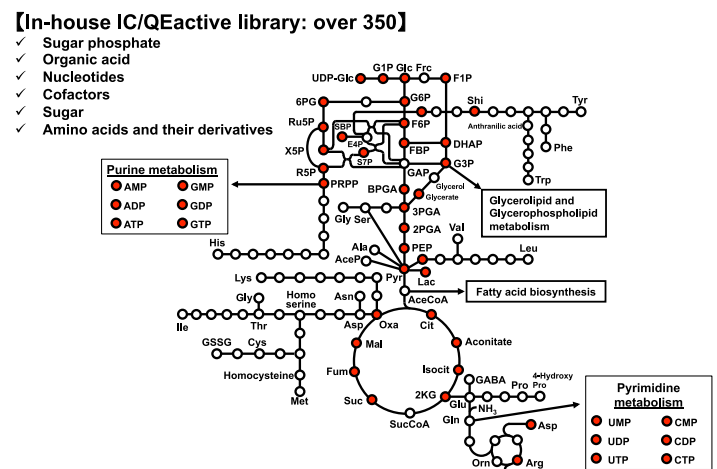 【In-house IC/QEactive library: over 350】
✓ Sugar phosphate
✓ Organic acid
✓ Nucleotides
✓ Cofactors
✓ Sugar
✓ Amino acids and their derivatives
G1P Glc Frc
UDP-Glc
F1P
6PG
G6P
Shi
Tyr
Ru5P
SBP
F6P
Anthranilic acid
E4P
X5P
S7P
FBP
DHAP
Phe
GAP
G3P
R5P
Trp
Purine metabolism
AMP GMP
ADP GDP
ATP GTP
PRPP
BPGA
Glycerol
Glycerate
Glycerolipid and
Glycerophospholipid
metabolism
3PGA
Gly Ser
2PGA
Val
His
Ala
PEP
Leu
AceP
Pyr
Lac
Lys
AceCoA
Fatty acid biosynthesis
Gly
Homo
serine
Asn
Ile
Thr
Asp
Oxa
Cit
GSSG Cys
Mal
Aconitate
Homocysteine
Fum
Isocit
Met
Suc
2KG
SucCoA
GABA
4-Hydroxy
Pro
Pro
Glu
NH3
Gln
Asp
Orn
Arg
Pyrimidine
metabolism
UMP CMP
UDP CDP
UTP CTP